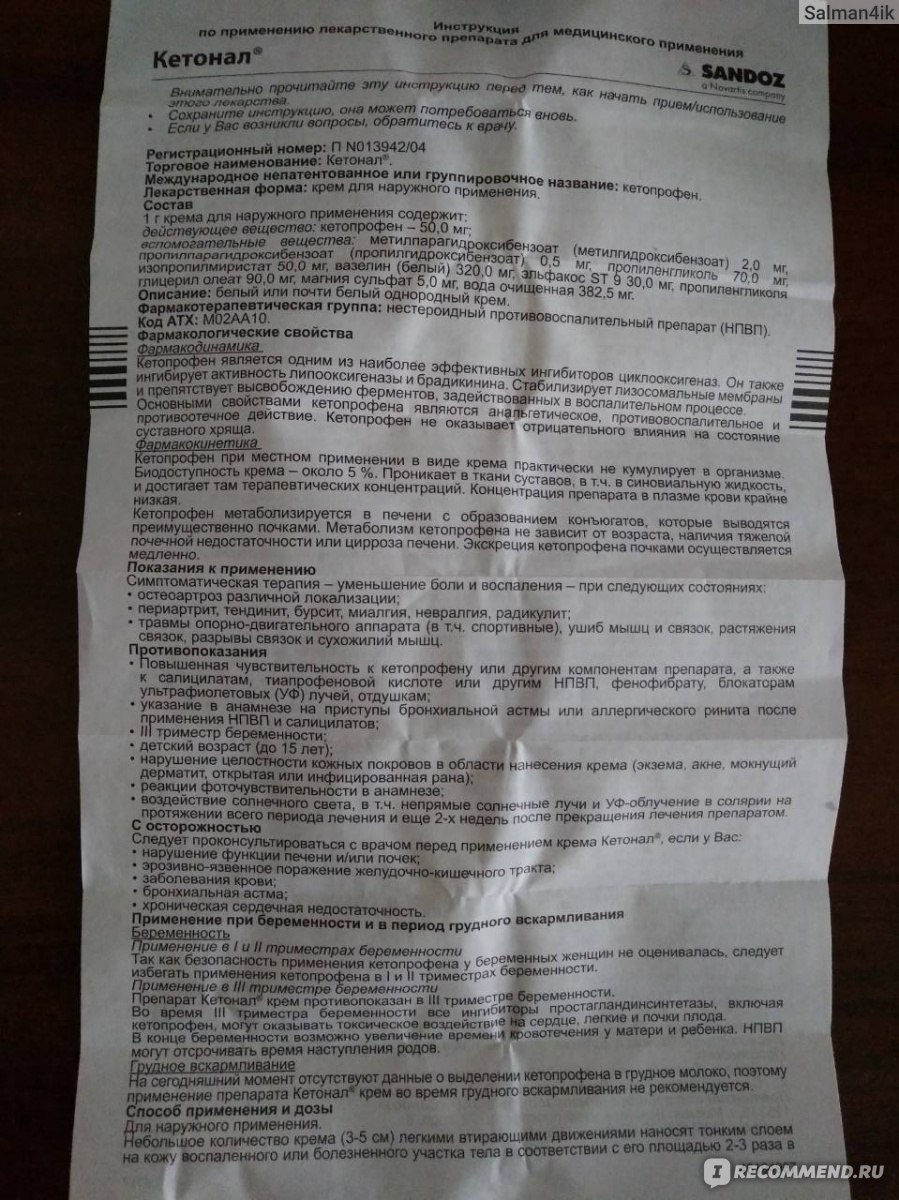 Salman4ik
Инструкция
по применению лекарственного препарата для медицинского применения
Кетонал®
SANDOZ
a Novartis company
Внимательно прочитайте эту инструкцию перед тем, как начать прием/использование
этого лекарства.
• Сохраните инструкцию, она может потребоваться вновь.
• Если у Вас возникли вопросы, обратитесь к врачу.
Регистрационный номер: П N013942/04
Торговое наименование: Кетонал®.
Международное непатентованное или группировочное название: кетопрофен.
Лекарственная форма: крем для наружного применения.
Состав
1 г крема для наружного применения содержит:
действующее вещество: кетопрофен – 50,0 мг;
вспомогательные вещества: метилпарагидроксибензоат (метилгидроксибензоат) 2,0 мг,
пропилпарагидроксибензоат (пропилгидроксибензоат) 0,5 мг, пропиленгликоль 70,0 мг,
изопропилмиристат 50,0 мг, вазелин (белый) 320,0 мг, эльфакос ST 9 30,0 мг, пропиленгликоля
глицерил олеат 90,0 мг, магния сульфат 5,0 мг, вода очищенная 382,5 мг.
Описание: белый или почти белый однородный крем.
Фармакотерапевтическая группа: нестероидный противовоспалительный препарат (НПВП).
Код АТХ: М02АА10.
Фармакологические свойства
Фармакодинамика
Кетопрофен является одним из наиболее эффективных ингибиторов циклооксигеназ. Он также
ингибирует активность липооксигеназы и брадикинина. Стабилизирует лизосомальные мембраны
и препятствует высвобождению ферментов, задействованных в воспалительном процессе.
Основными свойствами кетопрофена являются анальгетическое, противовоспалительное и
противоотечное действие. Кетопрофен не оказывает отрицательного влияния на состояние
суставного хряща.
Фармакокинетика
Кетопрофен при местном применении в виде крема практически не кумулирует в организме.
Биодоступность крема – около 5 %. Проникает в ткани суставов, в т.ч. в синовиальную жидкость,
и достигает там терапевтических концентраций. Концентрация препарата в плазме крови крайне
низкая.
Кетопрофен метаболизируется в печени с образованием конъюгатов, которые выводятся
преимущественно почками. Метаболизм кетопрофена не зависит от возраста, наличия тяжелой
почечной недостаточности или цирроза печени. Экскреция кетопрофена почками осуществляется
медленно.
Показания к применению
Симптоматическая терапия – уменьшение боли и воспаления – при следующих состояниях:
• остеоартроз различной локализации;
• периартрит, тендинит, бурсит, миалгия, невралгия, радикулит;
• травмы опорно-двигательного аппарата (в т.ч. спортивные), ушиб мышц и связок, растяжения
связок, разрывы связок и сухожилий мышц.
Противопоказания
• Повышенная чувствительность к кетопрофену или другим компонентам препарата, а также
к салицилатам, тиапрофеновой кислоте или другим НПВП, фенофибрату, блокаторам
ультрафиолетовых (УФ) лучей, отдушкам;
• указание в анамнезе на приступы бронхиальной астмы или аллергического ринита после
применения НПВП и салицилатов;
• III триместр беременности;
• детский возраст (до 15 лет);
• нарушение целостности кожных покровов в области нанесения крема (экзема, акне, мокнущий
дерматит, открытая или инфицированная рана);
• реакции фоточувствительности в анамнезе;
• воздействие солнечного света, в т.ч. непрямые солнечные лучи и УФ-облучение в солярии на
протяжении всего периода лечения и еще 2-х недель после прекращения лечения препаратом.
С осторожностью
Следует проконсультироваться с врачом перед применением крема Кетонал®, если у Вас:
• нарушение функции печени и/или почек;
• эрозивно-язвенное поражение желудочно-кишечного тракта;
• заболевания крови;
• бронхиальная астма;
• хроническая сердечная недостаточность.
Применение при беременности и в период грудного вскармливания
Беременность
Применение в I и II триместрах беременности
Так как безопасность применения кетопрофена у беременных женщин не оценивалась, следует
избегать применения кетопрофена в I и II триместрах беременности.
Применение в III триместре беременности
Препарат Кетонал® крем противопоказан в III триместре беременности.
Во время III триместра беременности все ингибиторы простагландинсинтетазы, включая
кетопрофен, могут оказывать токсическое воздействие на сердце, легкие и почки плода.
В конце беременности возможно увеличение времени кровотечения у матери и ребенка. НПВП
могут отсрочивать время наступления родов.
Грудное вскармливание
На сегодняшний момент отсутствуют данные о выделении кетопрофена в грудное молоко, поэтому
применение препарата Кетонал® крем во время грудного вскармливания не рекомендуется.
Способ применения и дозы
Для наружного применения.
Небольшое количество крема (3-5 см) легкими втирающими движениями наносят тонким слоем
на кожу воспаленного или болезненного участка тела в соответствии с его площадью 2-3 раза в
IRECOMMEND.RU